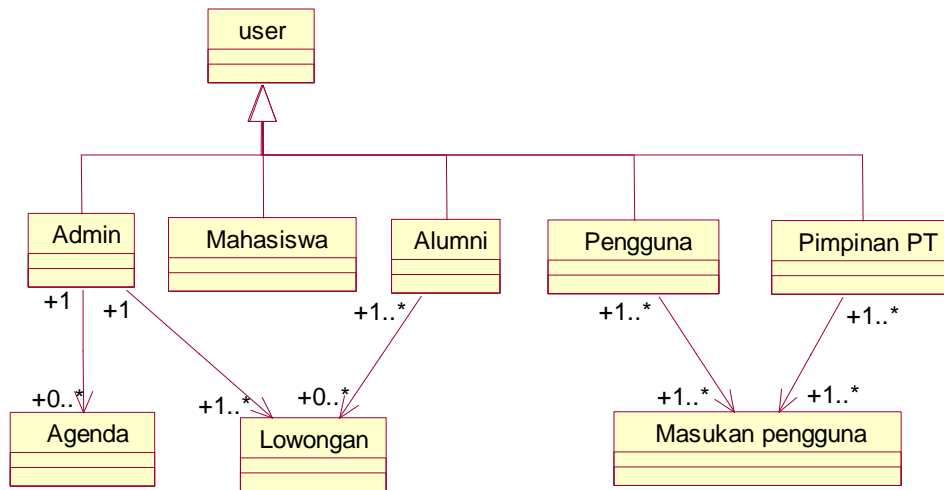 user
Admin
Mahasiswa
Alumni
Pengguna
Pimpinan PT
+1
+1
+1..*
+1..*
+1..*
+0..*
+1..*
+0..*
+1..*
+1..*
Agenda
Lowongan
Masukan pengguna